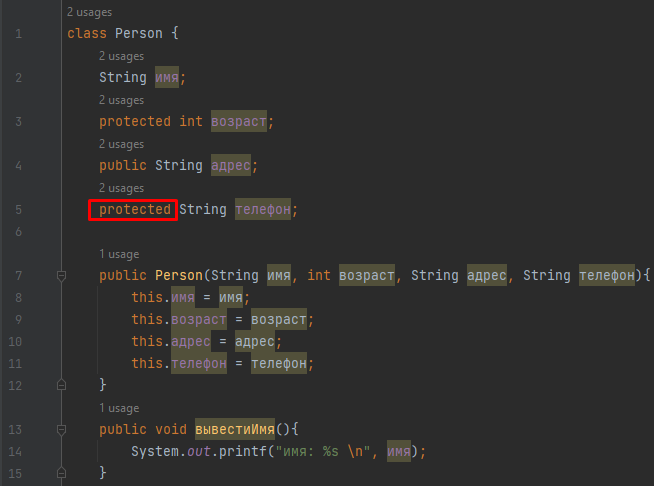 2 usages
1 class Person {
2 usages
2 String имя;
2 usages
3 protected int возраст;
2 usages
4 public String адрес;
2 usages
5 protected String телефон;
6
1 usage
7 public Person(String имя, int возраст, String адрес, String телефон){
8 this.имя = имя;
9 this.возраст = возраст;
10 this.адрес = адрес;
11 this.телефон = телефон;
12 }
1 usage
13 public void вывестиИмя(){
14 System.out.printf("имя: %s \n", имя);
15 }